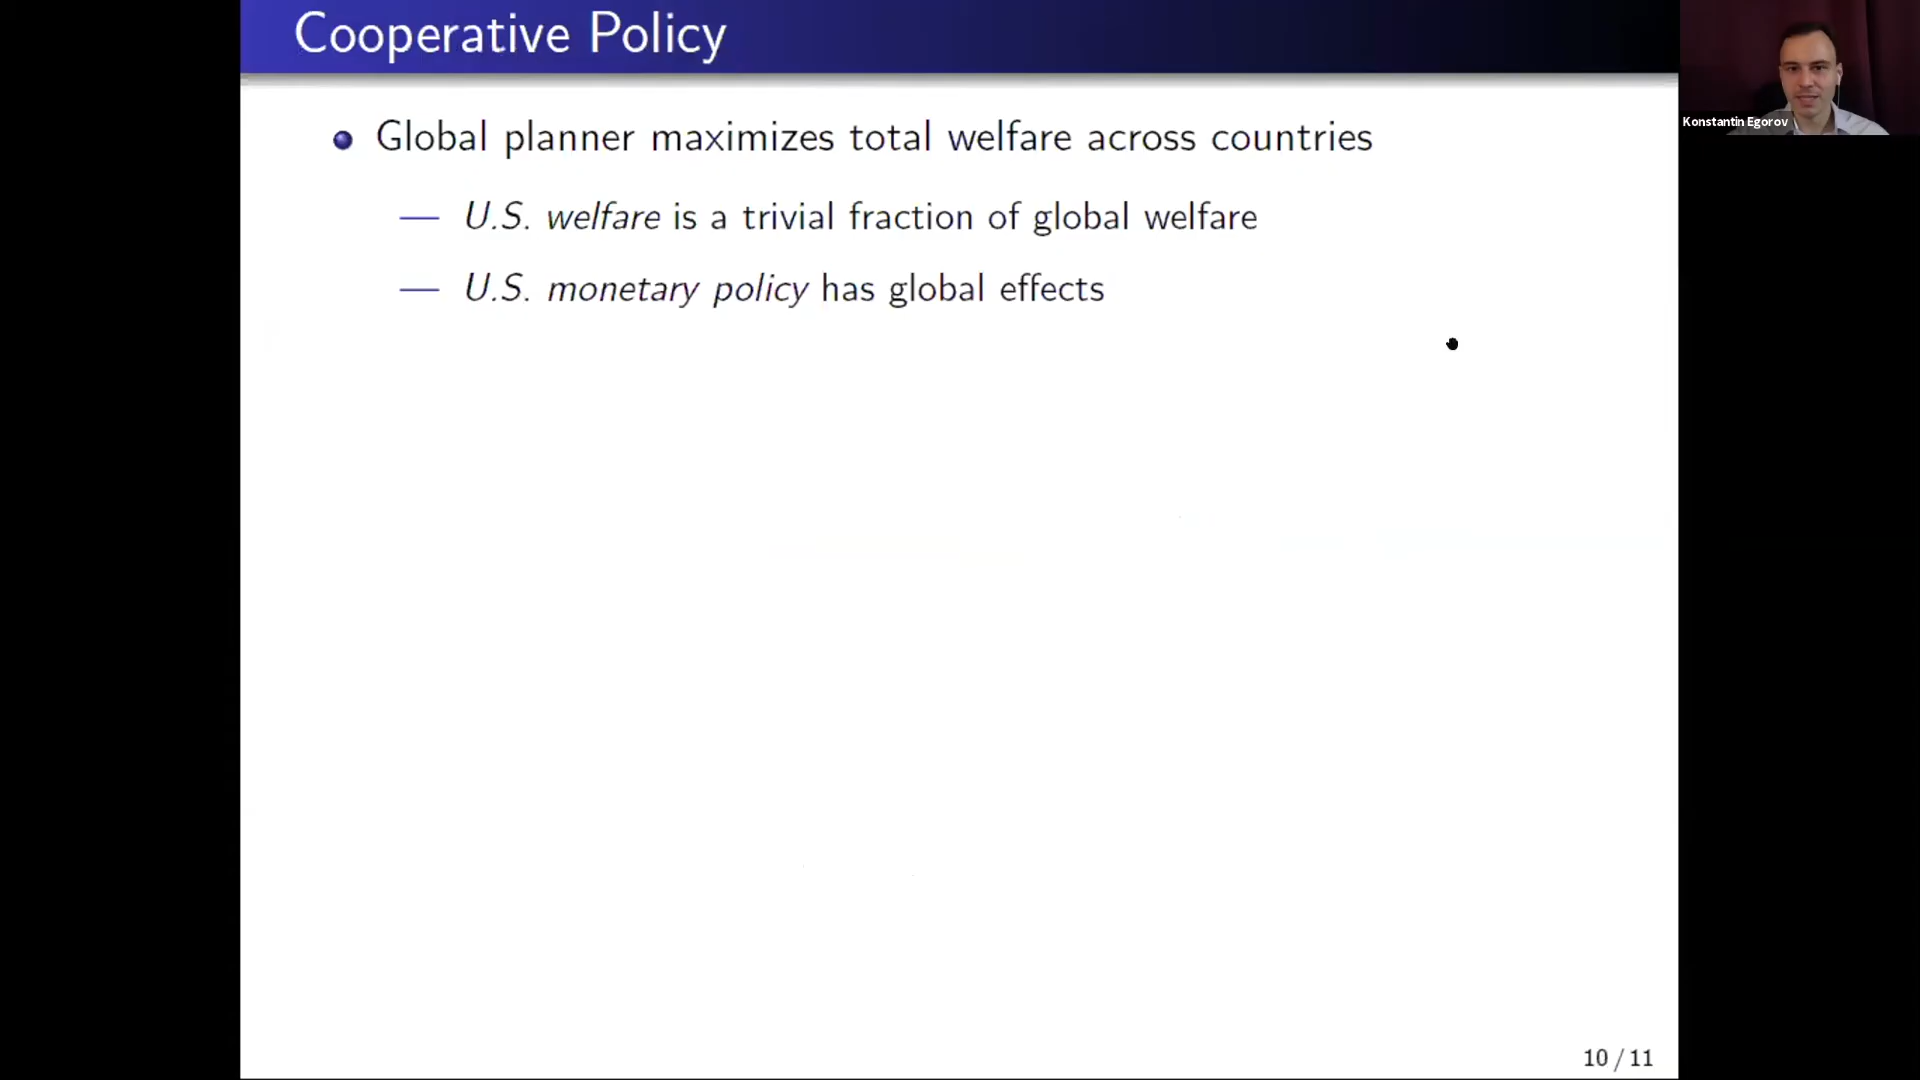 Cooperative Policy
Global planner maximizes total welfare across countries
— U.S. welfare is a trivial fraction of global welfare
— U.S. monetary policy has global effects
Konstantin Egorov
10 / 11